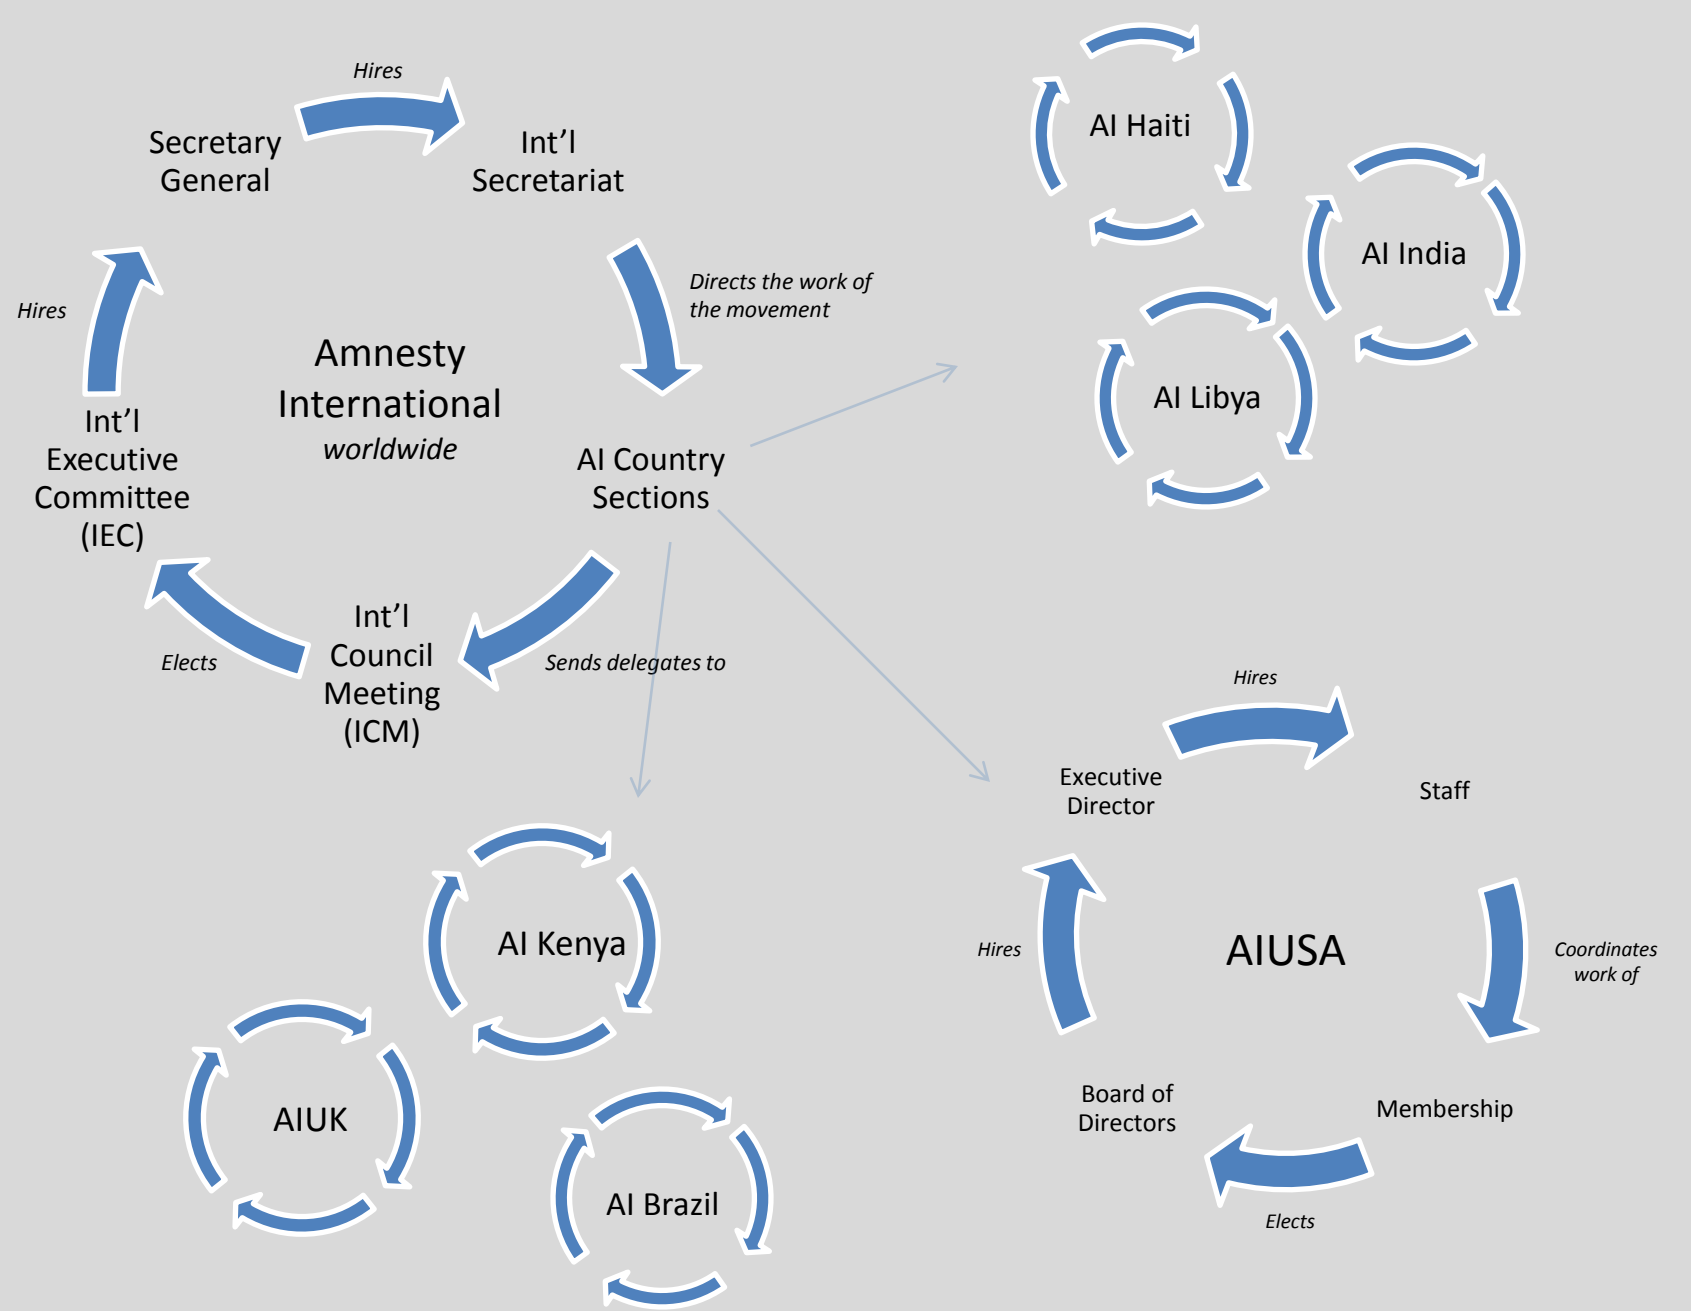 Hires
Secretary
General
Int'l
Secretariat
Directs the work of
the movement
Hires
Amnesty
International
worldwide
Int'l
Executive
Committee
(IEC)
AI Country
Sections
Int'l
Council
Meeting
(ICM)
Elects
Sends delegates to
AI Haiti
AI India
AI Libya
AI Kenya
AIUK
AI Brazil
Hires
Executive
Director
Staff
Hires
AIUSA
Coordinates
work of
Board of
Directors
Membership
Elects